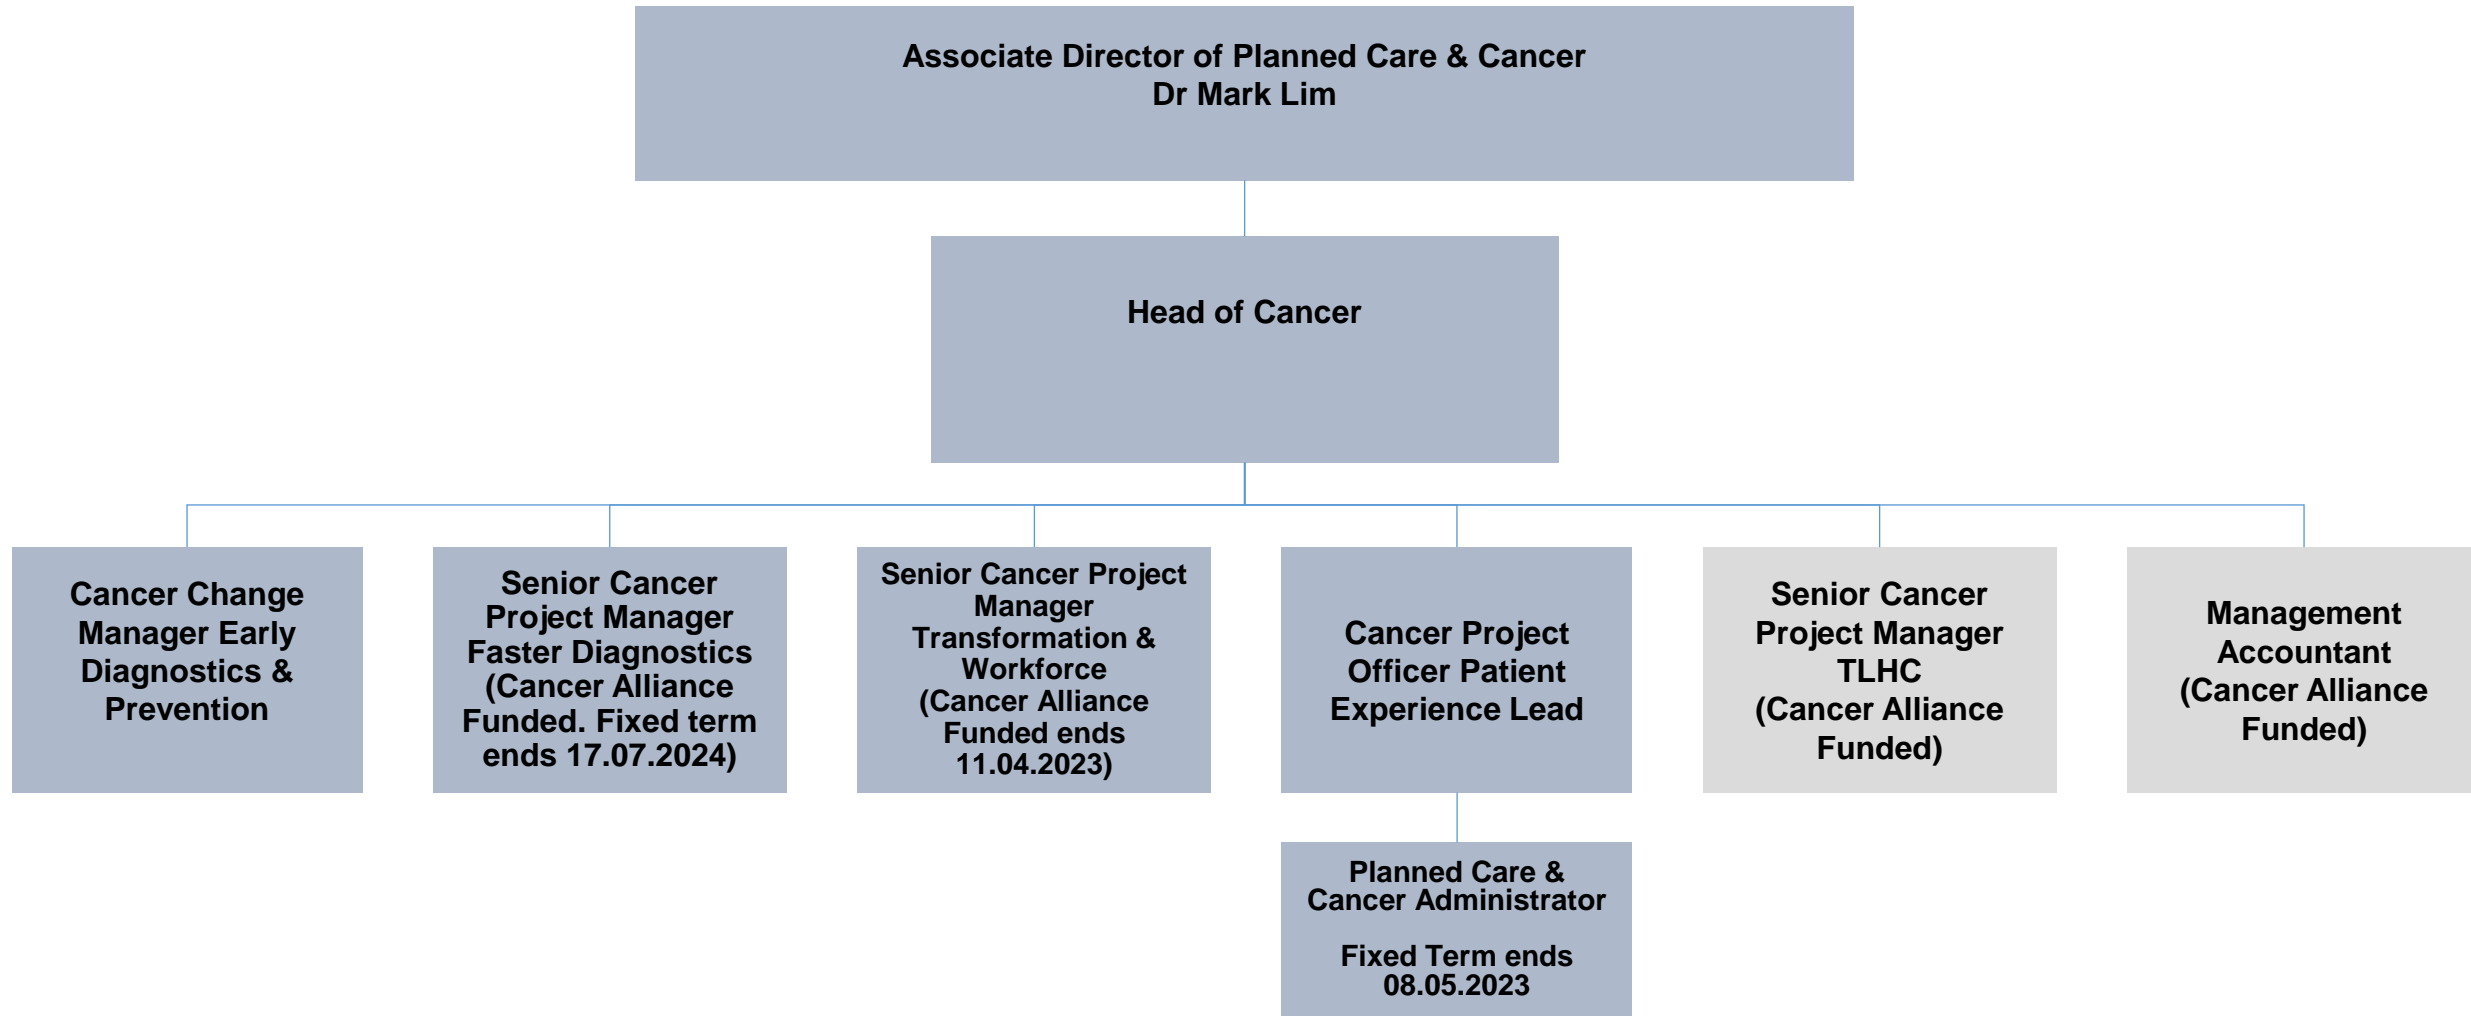 Associate Director of Planned Care & Cancer
Dr Mark Lim
Head of Cancer
Cancer Change
Manager Early
Diagnostics &
Prevention
Senior Cancer
Project Manager
Faster Diagnostics
(Cancer Alliance
Funded. Fixed term
ends 17.07.2024)
Senior Cancer Project
Manager
Transformation &
Workforce
(Cancer Alliance
Funded ends
11.04.2023)
Cancer Project
Officer Patient
Experience Lead
Senior Cancer
Project Manager
TLHC
(Cancer Alliance
Funded)
Management
Accountant
(Cancer Alliance
Funded)
Planned Care &
Cancer Administrator
Fixed Term ends
08.05.2023